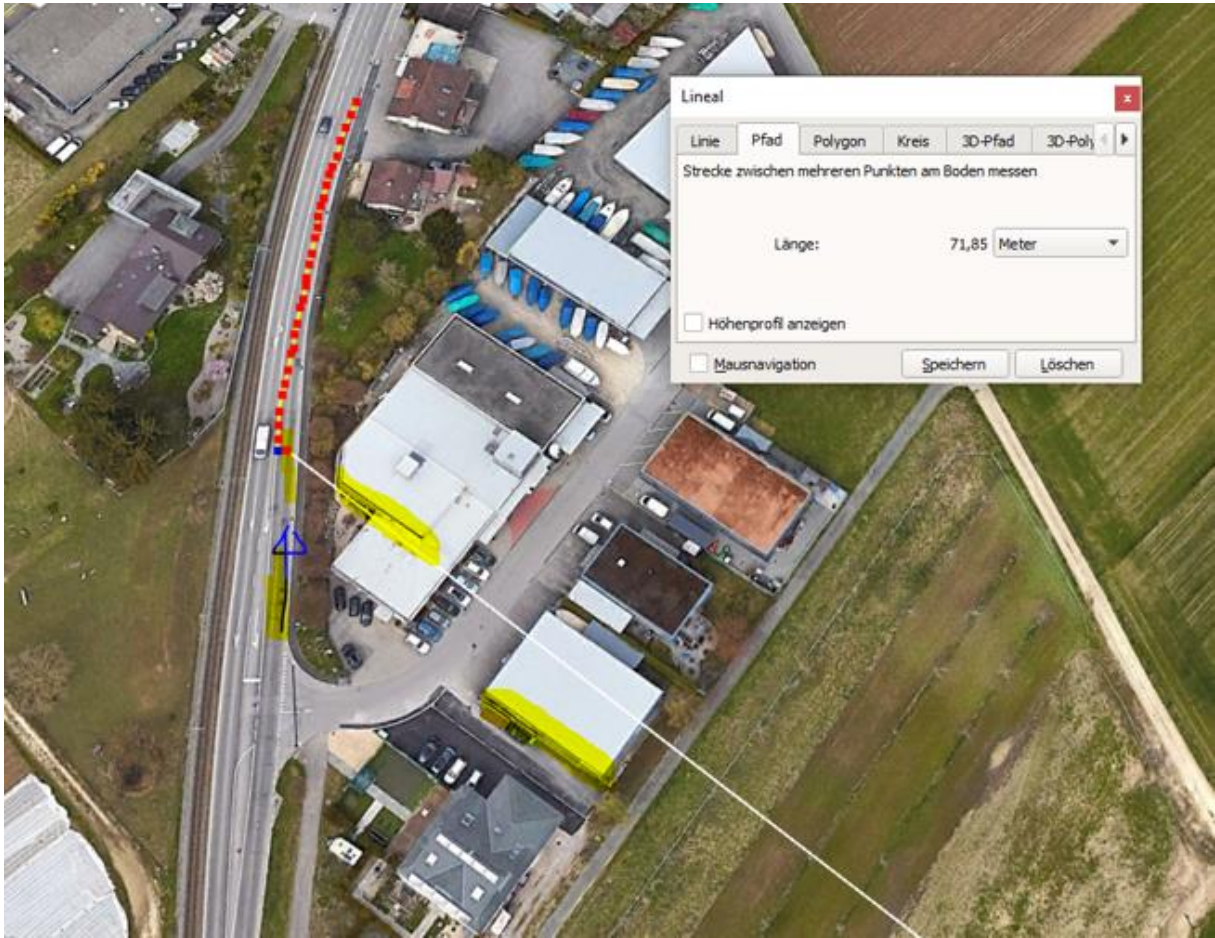 Lineal
x
Linie Pfad Polygon Kreis 3D-Pfad 3D-Poly
Strecke zwischen mehreren Punkten am Boden messen
Länge: 71,85 Meter
Höhenprofil anzeigen
Mausnavigation Speichern Löschen